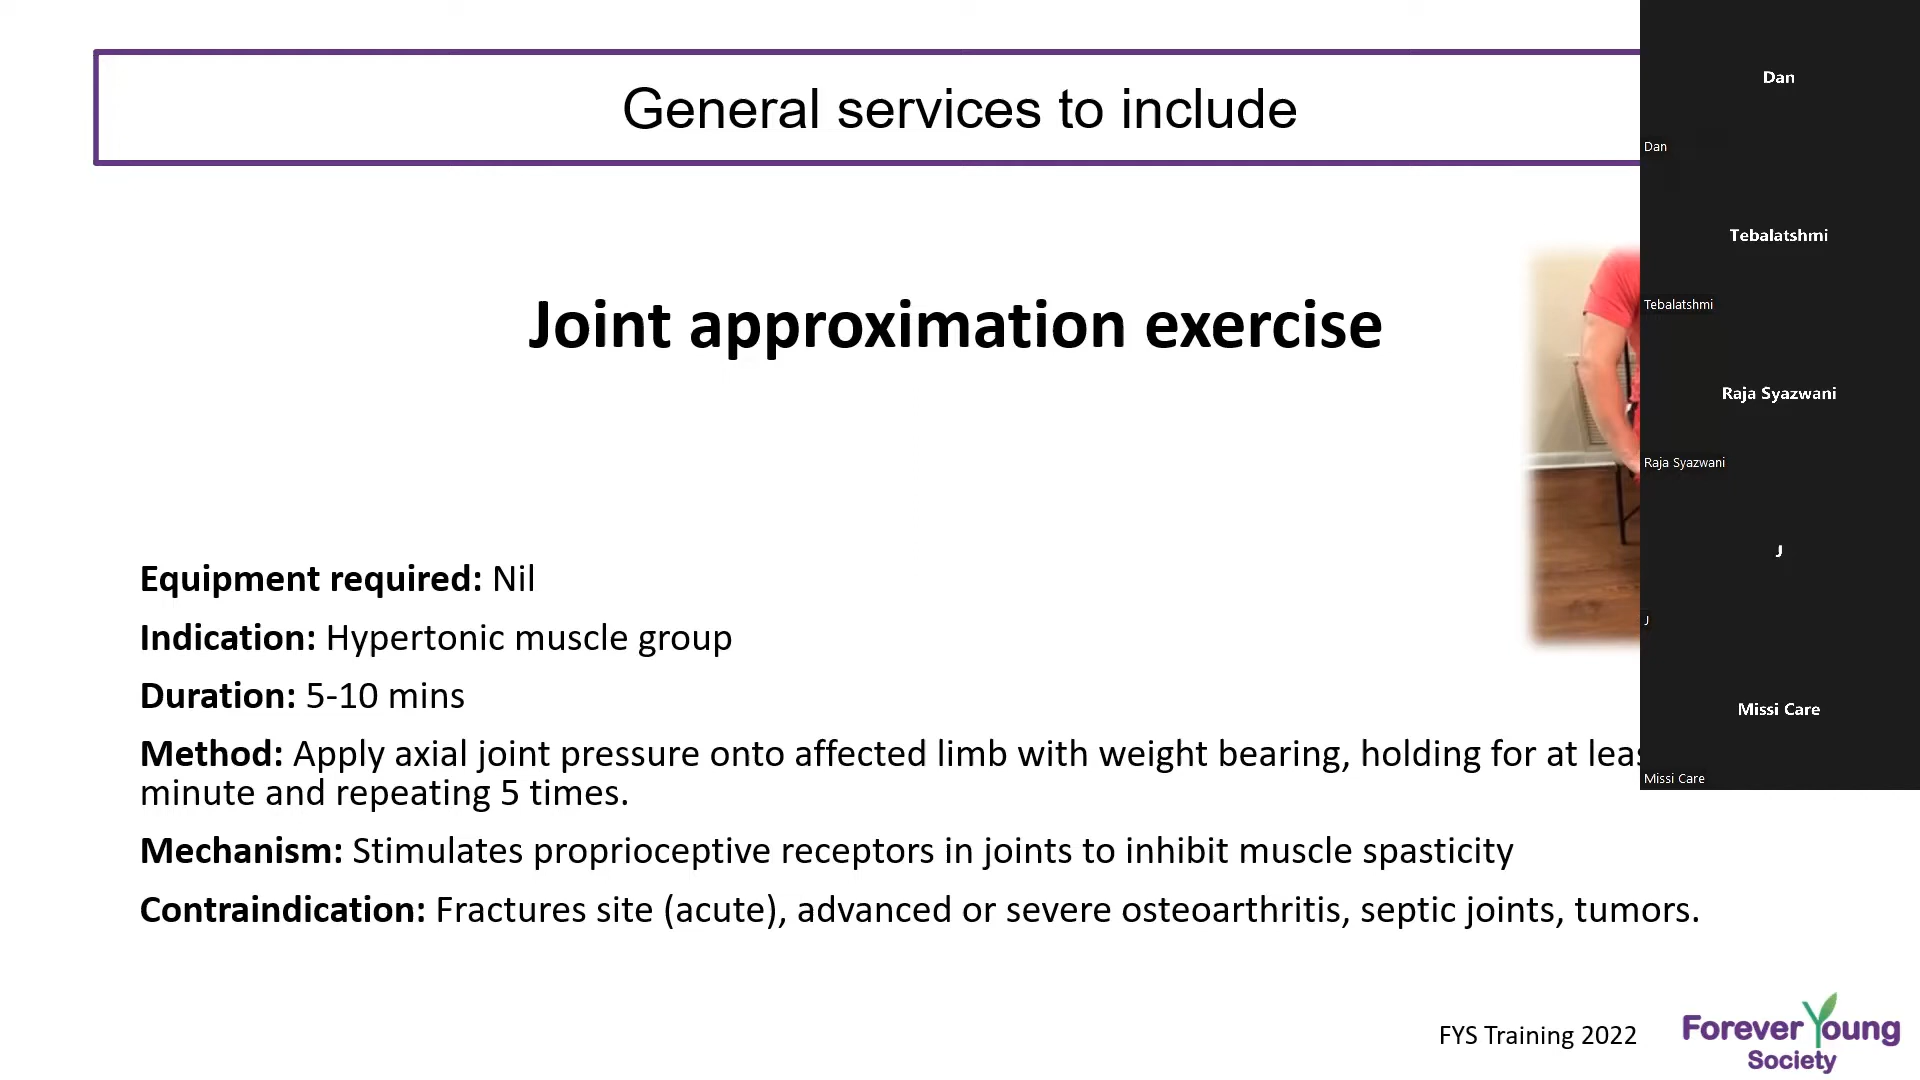 General services to include
Joint approximation exercise
Equipment required: Nil
Indication: Hypertonic muscle group
Duration: 5-10 mins
Method: Apply axial joint pressure onto affected limb with weight bearing, holding for at
minute and repeating 5 times.
Mechanism: Stimulates proprioceptive receptors in joints to inhibit muscle spasticity
Contraindication: Fractures site (acute), advanced or severe osteoarthritis, septic joints, tumors.
FYS Training 2022
Forever Young
Society
Dan
Dan
Tebalatshmi
Tebalatshmi
Raja Syazwani
Raja Syazwani
J
J
Missi Care
Missi Care